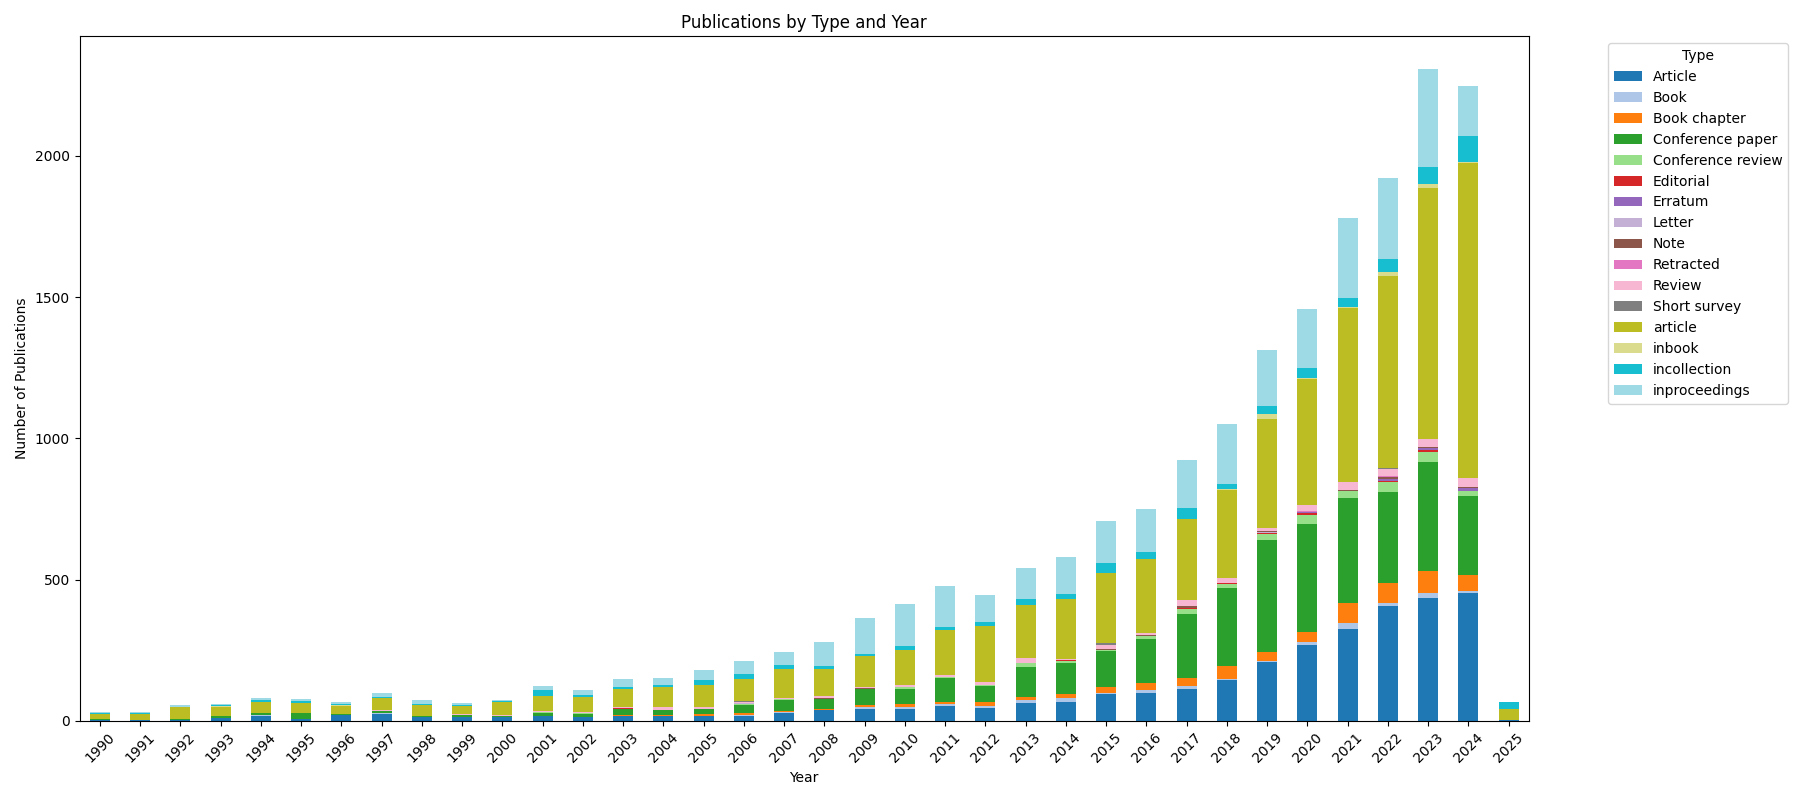 Publications by Type and Year
Type
Article
Book
Book chapter
Conference paper
Conference review
Editorial
Erratum
Letter
Note
Retracted
Review
Short survey
article
inbook
incollection
inproceedings
Number of Publications
2000
1500
1000
500
0
1990 1991 1992 1993 1994 1995 1996 1997 1998 1999 2000 2001 2002 2003 2004 2005 2006 2007 2008 2009 2010 2011 2012 2013 2014 2015 2016 2017 2018 2019 2020 2021 2022 2023 2024 2025
Year